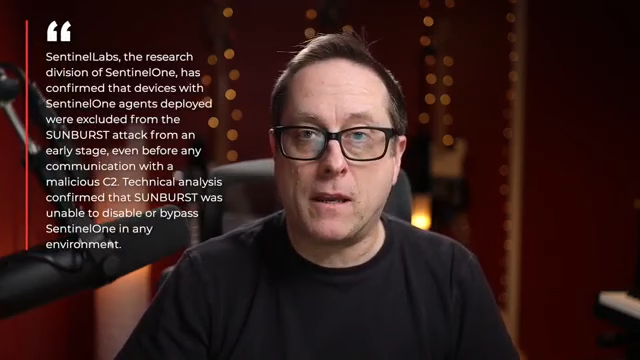 SentinelLabs, the research
division of SentinelOne, has
confirmed that devices with
SentinelOne agents deployed
were excluded from the
SUNBURST attack from an
early stage, even before any
communication with a
malicious C2. Technical analysis
confirmed that SUNBURST was
unable to disable or bypass
SentinelOne in any
environment.